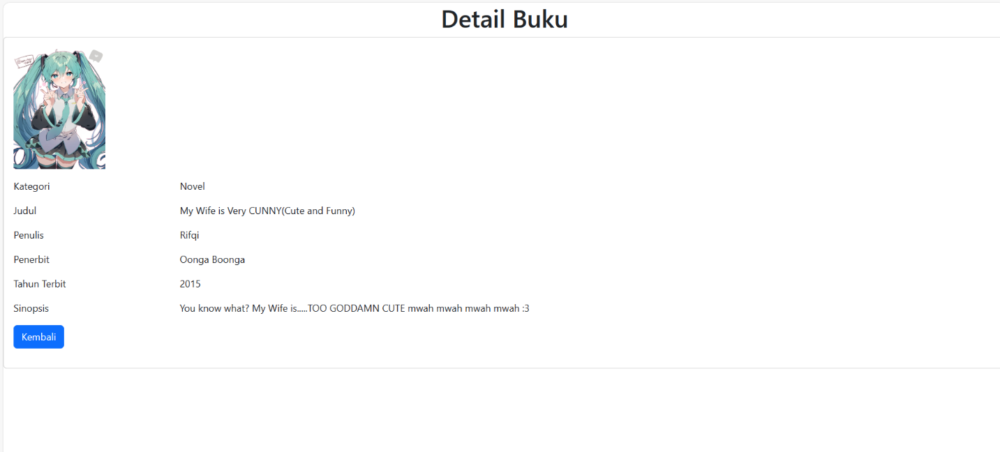 Detail Buku
Kategori Novel
Judul My Wife is Very CUNNY(Cute and Funny)
Penulis Rifqi
Penerbit Oonga Boonga
Tahun Terbit 2015
Sinopsis You know what? My Wife is.....TOO GODDAMN CUTE mwah mwah mwah mwah :3
Kembali